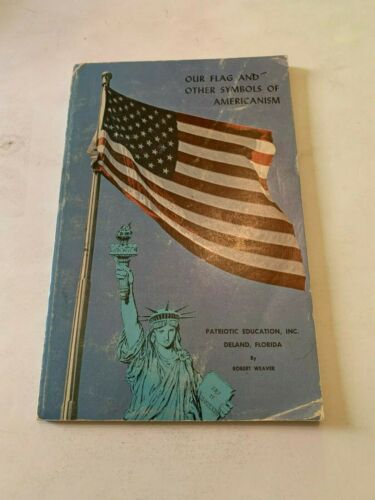 OUR FLAG AND
OTHER SYMBOLS OF
AMERICANISM
PATRIOTIC EDUCATION, INC.
DELAND, FLORIDA
By
ROBERT WEAVER